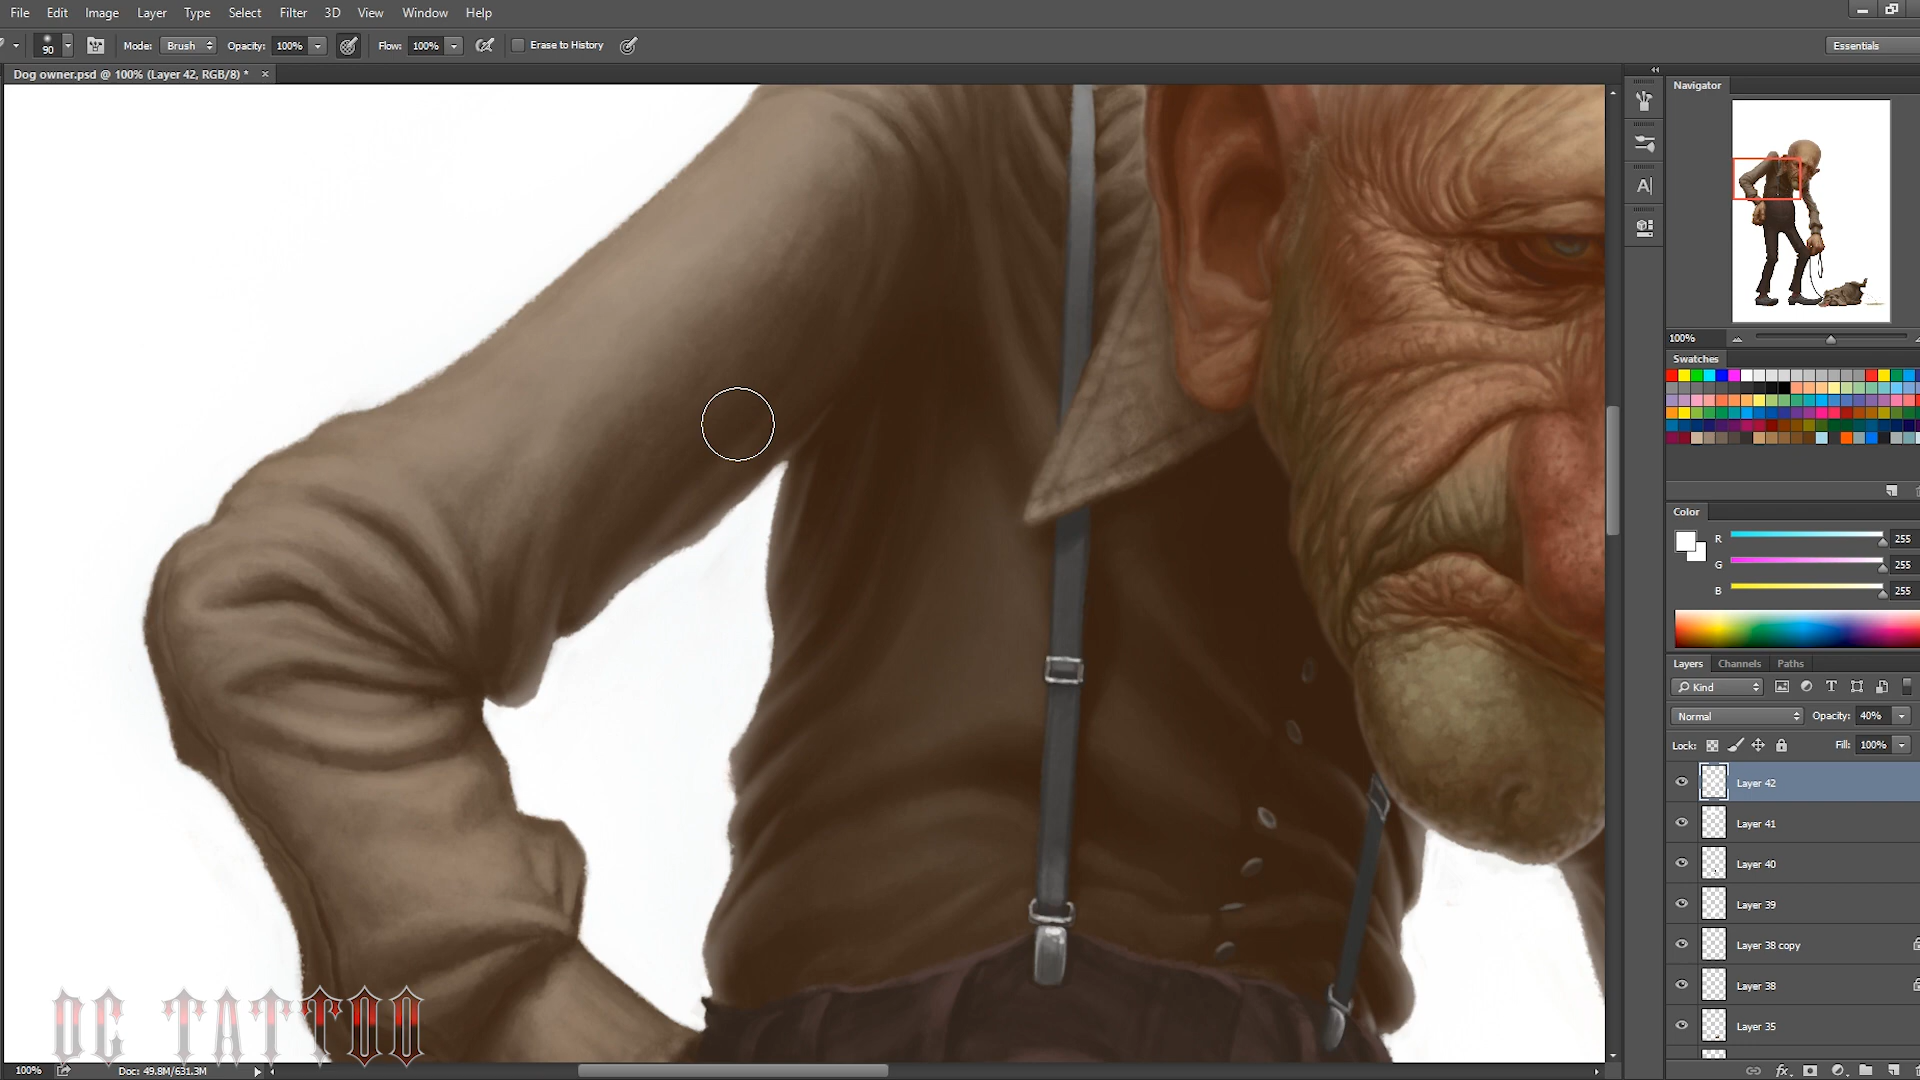 File Edit Image Layer Type Select Filter 3D View Window Help
90 Mode: Brush Opacity: 100% Flow: 100% Erase to History Essentials
Dog owner.psd @ 100% (Layer 42, RGB/8) * ×
Navigator
100%
Swatches
Color
R 255
G 255
B 255
Layers Channels Paths
Kind
Normal Opacity: 40%
Lock: Fill: 100%
Layer 42
Layer 41
Layer 40
Layer 39
Layer 38 copy
Layer 38
Layer 35
OC TATTOO
100% Doc: 49.8M/631.3M